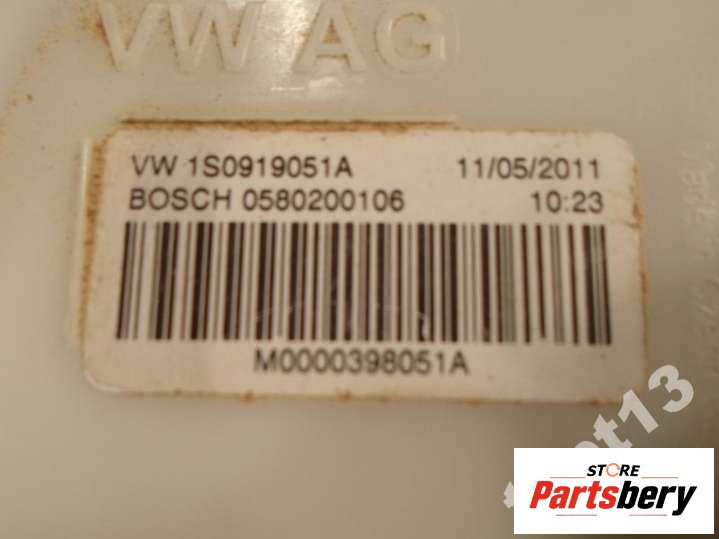 VW AG
VW 1S0919051A 11/05/2011
BOSCH 0580200106 10:23
M0000398051A
STORE
Partsbery